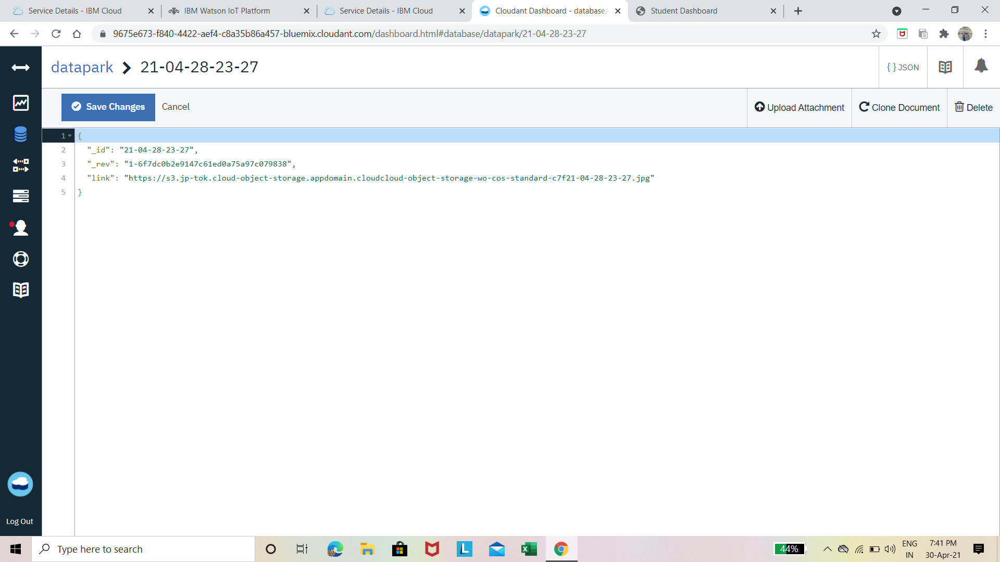 Service Details - IBM Cloud
IBM Watson IoT Platform
Service Details - IBM Cloud
Cloudant Dashboard - database/
Student Dashboard
9675e673-f840-4422-aef4-c8a35b86a457-bluemix.cloudant.com/dashboard.html#database/datapark/21-04-28-23-27
datapark
21-04-28-23-27
{ } JSON
Save Changes
Cancel
Upload Attachment
Clone Document
Delete
1 {
2 "_id": "21-04-28-23-27",
3 "_rev": "1-6f7dc0b2e9147c61ed0a75a97c079838",
4 "link": "https://s3.jp-tok.cloud-object-storage.appdomain.cloudcloud-object-storage-wo-cos-standard-c7f21-04-28-23-27.jpg"
5 }
Log Out
Type here to search
L
X
44%
ENG
IN
7:41 PM
30-Apr-21